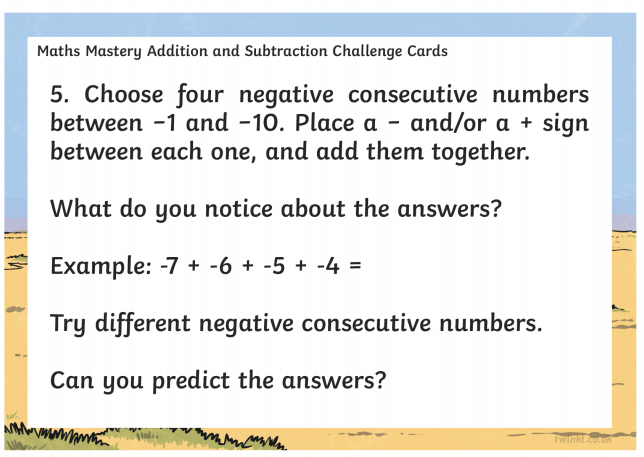 Maths Mastery Addition and Subtraction Challenge Cards
5. Choose four negative consecutive numbers
between −1 and −10. Place a − and/or a + sign
between each one, and add them together.
What do you notice about the answers?
Example: -7 + -6 + -5 + -4 =
Try different negative consecutive numbers.
Can you predict the answers?
twinkl.co.uk